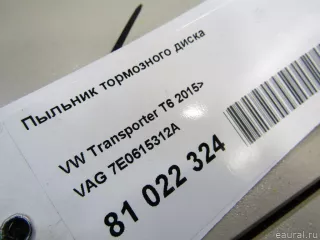 Пыльник тормозного диска
VW Transporter T6 2015>
VAG 7E0615312A
81 022 324
eaural.ru